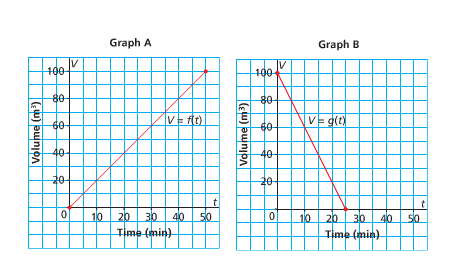 Graph A
V
100
80
60
40
20
0
10 20 30 40 50
t
V = f(t)
Volume (m³)
Time (min)
Graph B
V
100
80
60
40
20
0
10 20 30 40 50
t
V = g(t)
Volume (m³)
Time (min)